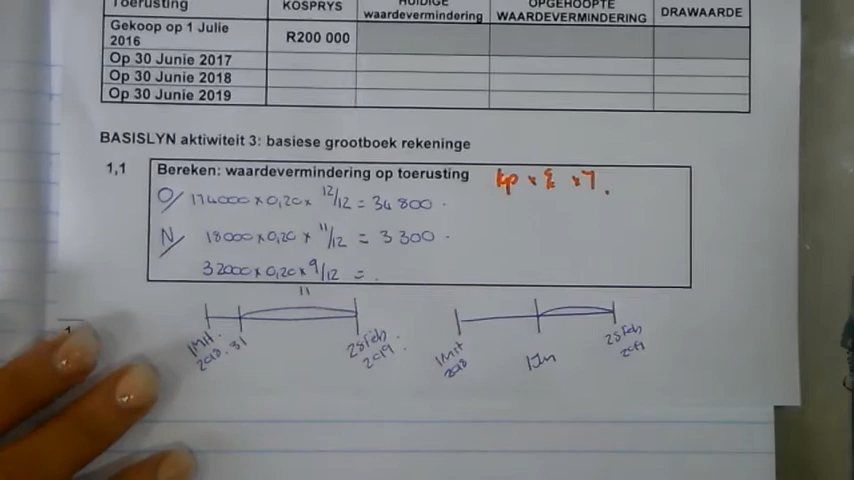 Toerusting KOSPRYS HUIDIGE waardevermindering OPGEHOOPTE WAARDEVERMINDERING DRAWAARDE
Gekoop op 1 Julie 2016 R200 000
Op 30 Junie 2017
Op 30 Junie 2018
Op 30 Junie 2019
BASISLYN aktiwiteit 3: basiese grootboek rekeninge
1,1 Bereken: waardevermindering op toerusting
O/ 174000 x 0,20 x 12/12 = 34 800
N/ 18000 x 0,20 x 11/12 = 3 300
32000 x 0,20 x 9/12 =
11
1 Mrt 2018 31 28 Feb 2019
1 Mrt 2018 1 Jun 28 Feb 2019